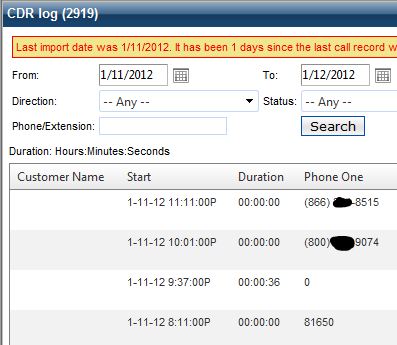 CDR log (2919)
Last import date was 1/11/2012. It has been 1 days since the last call record w
From: 1/11/2012 To: 1/12/2012
Direction: -- Any -- Status: -- Any
Phone/Extension: Search
Duration: Hours:Minutes:Seconds
Customer Name Start Duration Phone One
1-11-12 11:11:00P 00:00:00 (866) -8515
1-11-12 10:01:00P 00:00:00 (800) 9074
1-11-12 9:37:00P 00:00:36 0
1-11-12 8:11:00P 00:00:00 81650